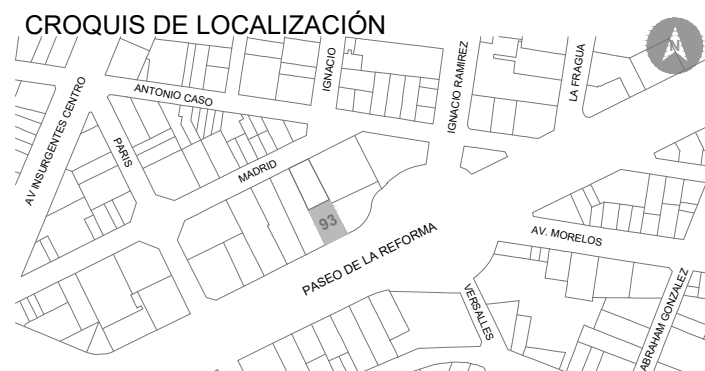 CROQUIS DE LOCALIZACIÓN
N
IGNACIO
IGNACIO RAMIREZ
LA FRAGUA
ANTONIO CASO
AV INSURGENTES CENTRO
PARIS
MADRID
93
PASEO DE LA REFORMA
AV. MORELOS
VERSALLES
ABRAHAM GONZALEZ